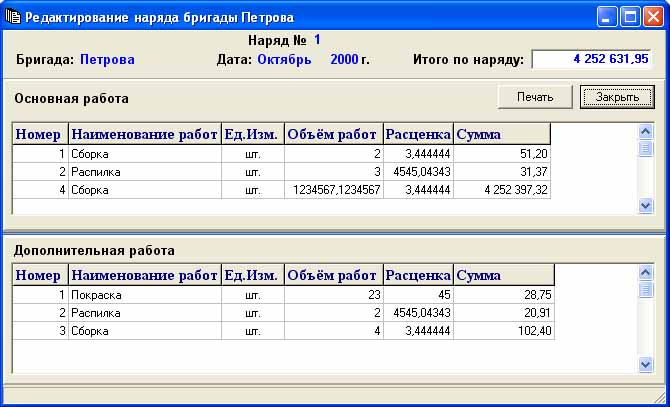 Редактирование наряда бригады Петрова
Наряд № 1
Бригада: Петрова Дата: Октябрь 2000 г. Итого по наряду: 4 252 631,95
Основная работа Печать Закрыть
Номер Наименование работ Ед.Изм. Объём работ Расценка Сумма
1 Сборка шт. 2 3,444444 51,20
2 Распилка шт. 3 4545,04343 31,37
4 Сборка шт. 1234567,1234567 3,444444 4 252 397,32
Дополнительная работа
Номер Наименование работ Ед.Изм. Объём работ Расценка Сумма
1 Покраска шт. 23 45 28,75
2 Распилка шт. 2 4545,04343 20,91
3 Сборка шт. 4 3,444444 102,40